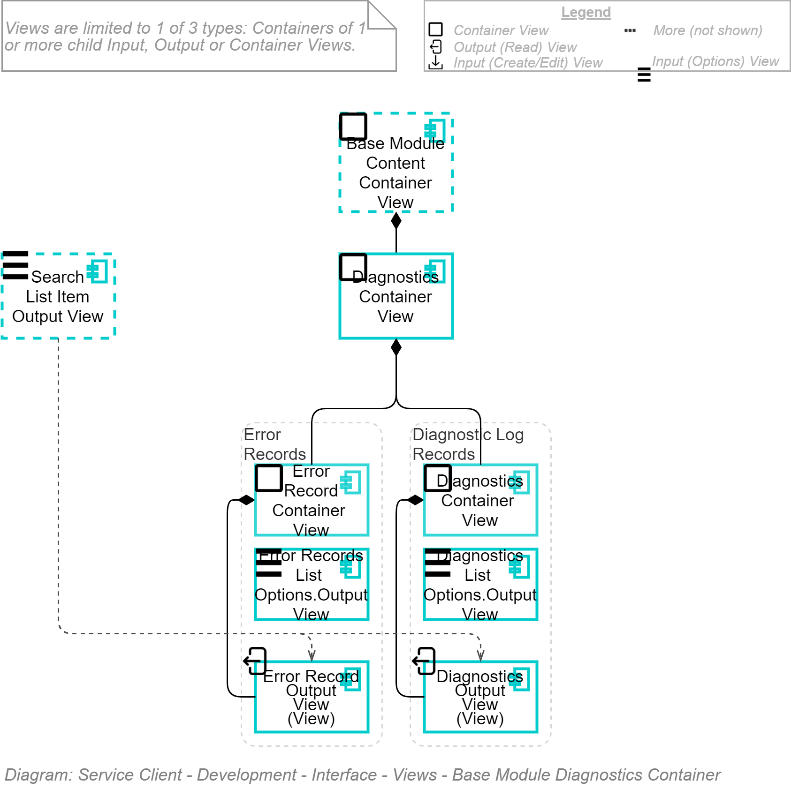 Views are limited to 1 of 3 types: Containers of 1
or more child Input, Output or Container Views.
Legend
Container View
More (not shown)
Output (Read) View
Input (Create/Edit) View
Input (Options) View
Base Module
Content
Container
View
Search
List Item
Output View
Diagnostics
Container
View
Error
Records
Error
Record
Container
View
Error Records
List
Options.Output
View
Error Record
Output
View
(View)
Diagnostic Log
Records
Diagnostics
Container
View
Diagnostics
List
Options.Output
View
Diagnostics
Output
View
(View)
Diagram: Service Client - Development - Interface - Views - Base Module Diagnostics Container